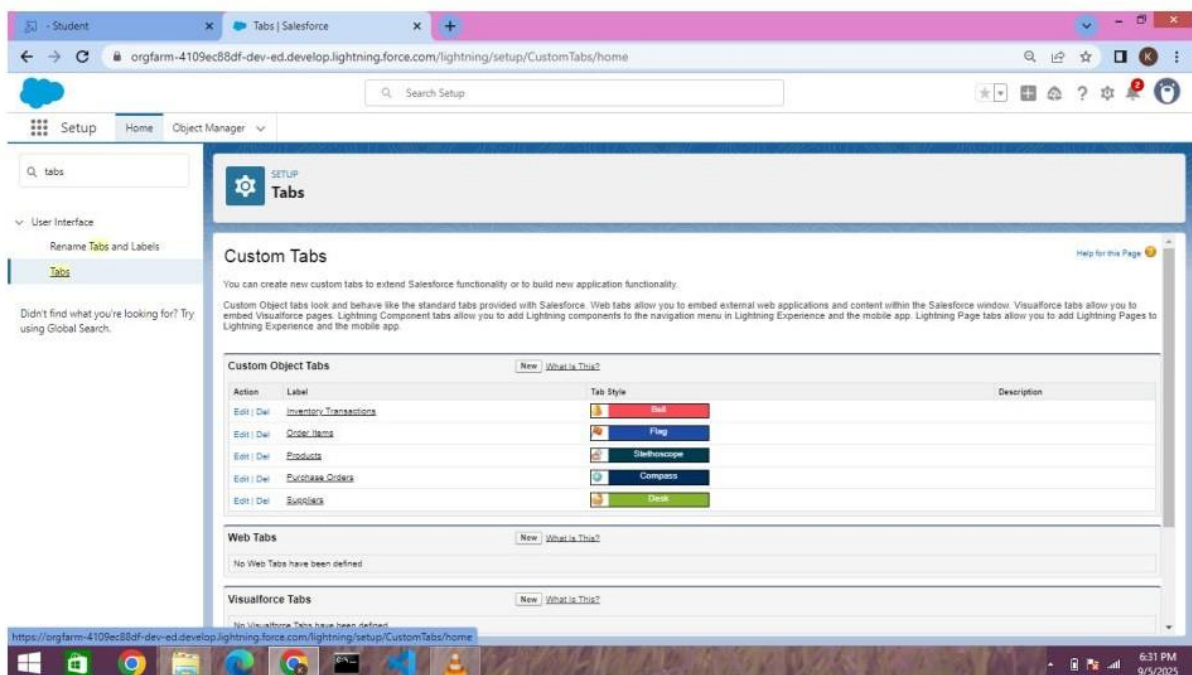 - Student
Tabs | Salesforce
orgfarm-4109ec88df-dev-ed.develop.lightning.force.com/lightning/setup/CustomTabs/home
K
Search Setup
2
Setup
Home
Object Manager
tabs
User Interface
Rename Tabs and Labels
Tabs
Didn't find what you're looking for? Try
using Global Search.
SETUP
Tabs
Custom Tabs
Help for this Page
You can create new custom tabs to extend Salesforce functionality or to build new application functionality.
Custom Object tabs look and behave like the standard tabs provided with Salesforce. Web tabs allow you to embed external web applications and content within the Salesforce window. Visualforce tabs allow you to
embed Visualforce pages. Lightning Component tabs allow you to add Lightning components to the navigation menu in Lightning Experience and the mobile app. Lightning Page tabs allow you to add Lightning Pages to
Lightning Experience and the mobile app.
Custom Object Tabs New What Is This?
Action Label Tab Style Description
Edit | Del Inventory Transactions Bell
Edit | Del Order Items Flag
Edit | Del Products Stethoscope
Edit | Del Purchase Orders Compass
Edit | Del Suppliers Desk
Web Tabs New What Is This?
No Web Tabs have been defined
Visualforce Tabs New What Is This?
No Visualforce Tabs have been defined
https://orgfarm-4109ec88df-dev-ed.develop.lightning.force.com/lightning/setup/CustomTabs/home
6:31 PM
9/5/2025